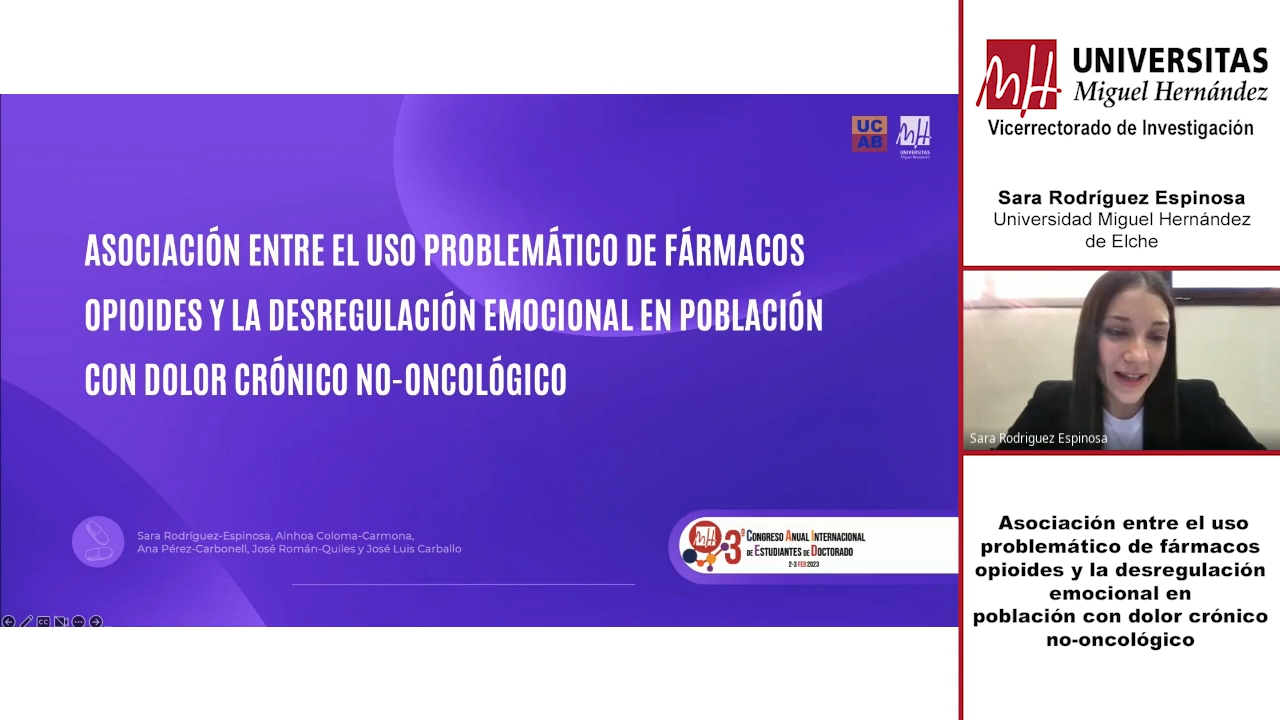 UC
AB
UNIVERSITAS
Miguel Hernández
ASOCIACIÓN ENTRE EL USO PROBLEMÁTICO DE FÁRMACOS
OPIOIDES Y LA DESREGULACIÓN EMOCIONAL EN POBLACIÓN
CON DOLOR CRÓNICO NO-ONCOLÓGICO
Sara Rodríguez-Espinosa, Ainhoa Coloma-Carmona,
Ana Pérez-Carbonell, José Román-Quiles y José Luis Carballo
3
CONGRESO ANUAL INTERNACIONAL
DE ESTUDIANTES DE DOCTORADO
2-3 FEB 2023
UNIVERSITAS
Miguel Hernández
Vicerrectorado de Investigación
Sara Rodríguez Espinosa
Universidad Miguel Hernández
de Elche
Sara Rodriguez Espinosa
Asociación entre el uso
problemático de fármacos
opioides y la desregulación
emocional en
población con dolor crónico
no-oncológico